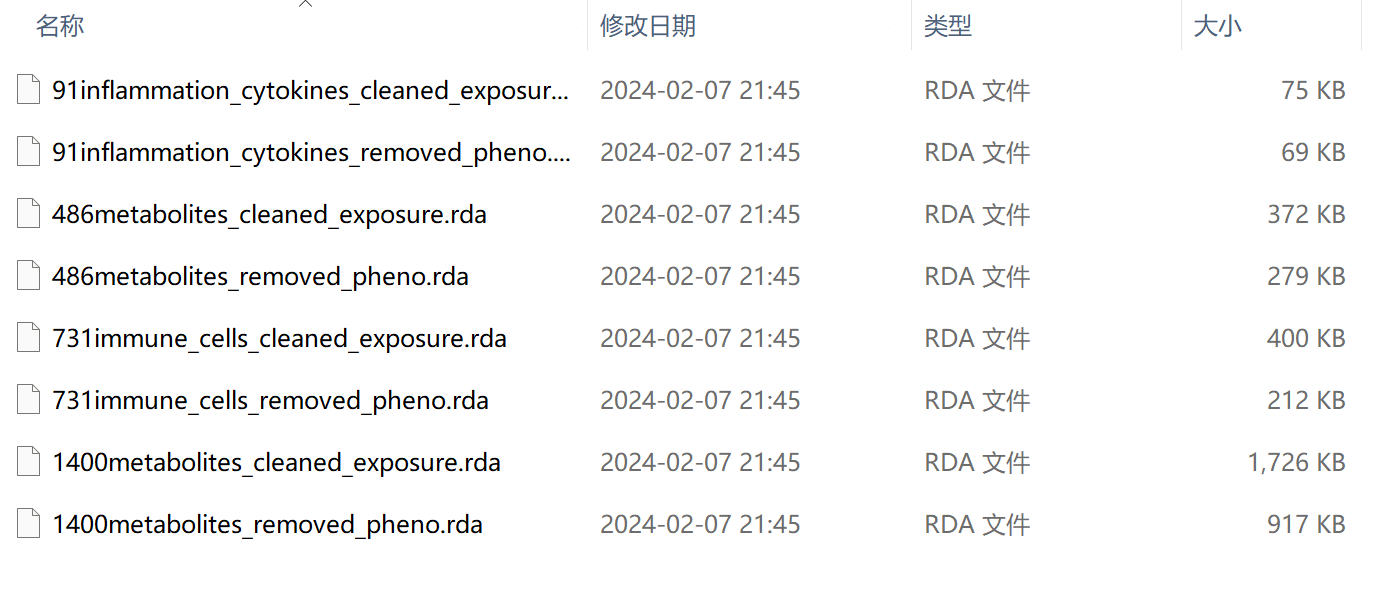 名称 修改日期 类型 大小
91inflammation_cytokines_cleaned_exposur... 2024-02-07 21:45 RDA 文件 75 KB
91inflammation_cytokines_removed_pheno.... 2024-02-07 21:45 RDA 文件 69 KB
486metabolites_cleaned_exposure.rda 2024-02-07 21:45 RDA 文件 372 KB
486metabolites_removed_pheno.rda 2024-02-07 21:45 RDA 文件 279 KB
731immune_cells_cleaned_exposure.rda 2024-02-07 21:45 RDA 文件 400 KB
731immune_cells_removed_pheno.rda 2024-02-07 21:45 RDA 文件 212 KB
1400metabolites_cleaned_exposure.rda 2024-02-07 21:45 RDA 文件 1,726 KB
1400metabolites_removed_pheno.rda 2024-02-07 21:45 RDA 文件 917 KB